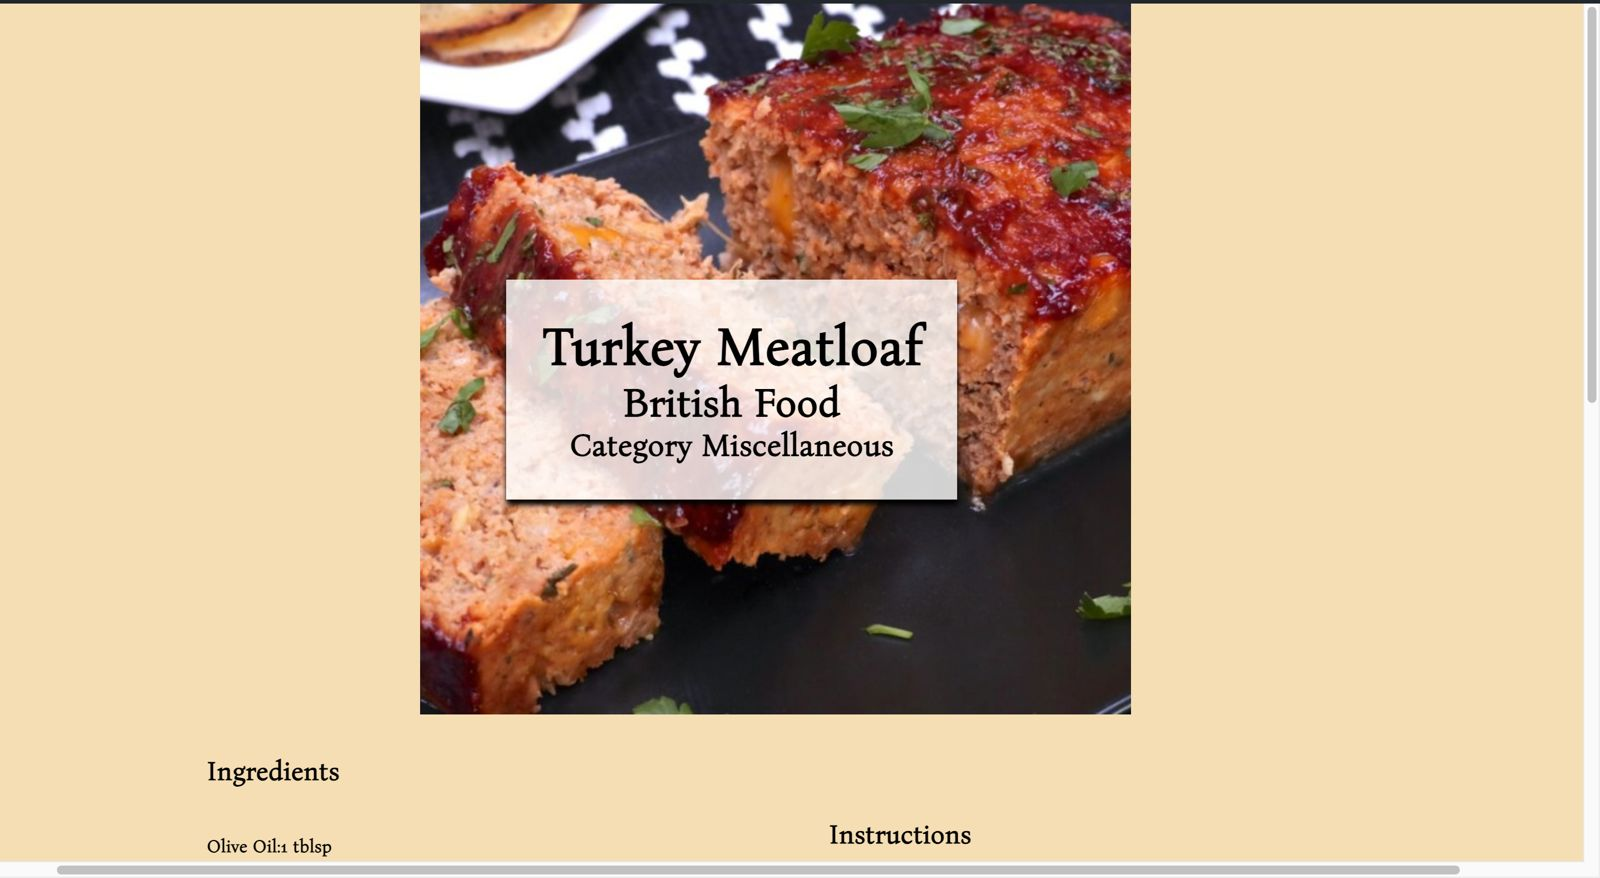 Turkey Meatloaf
British Food
Category Miscellaneous
Ingredients
Olive Oil:1 tblsp
Instructions